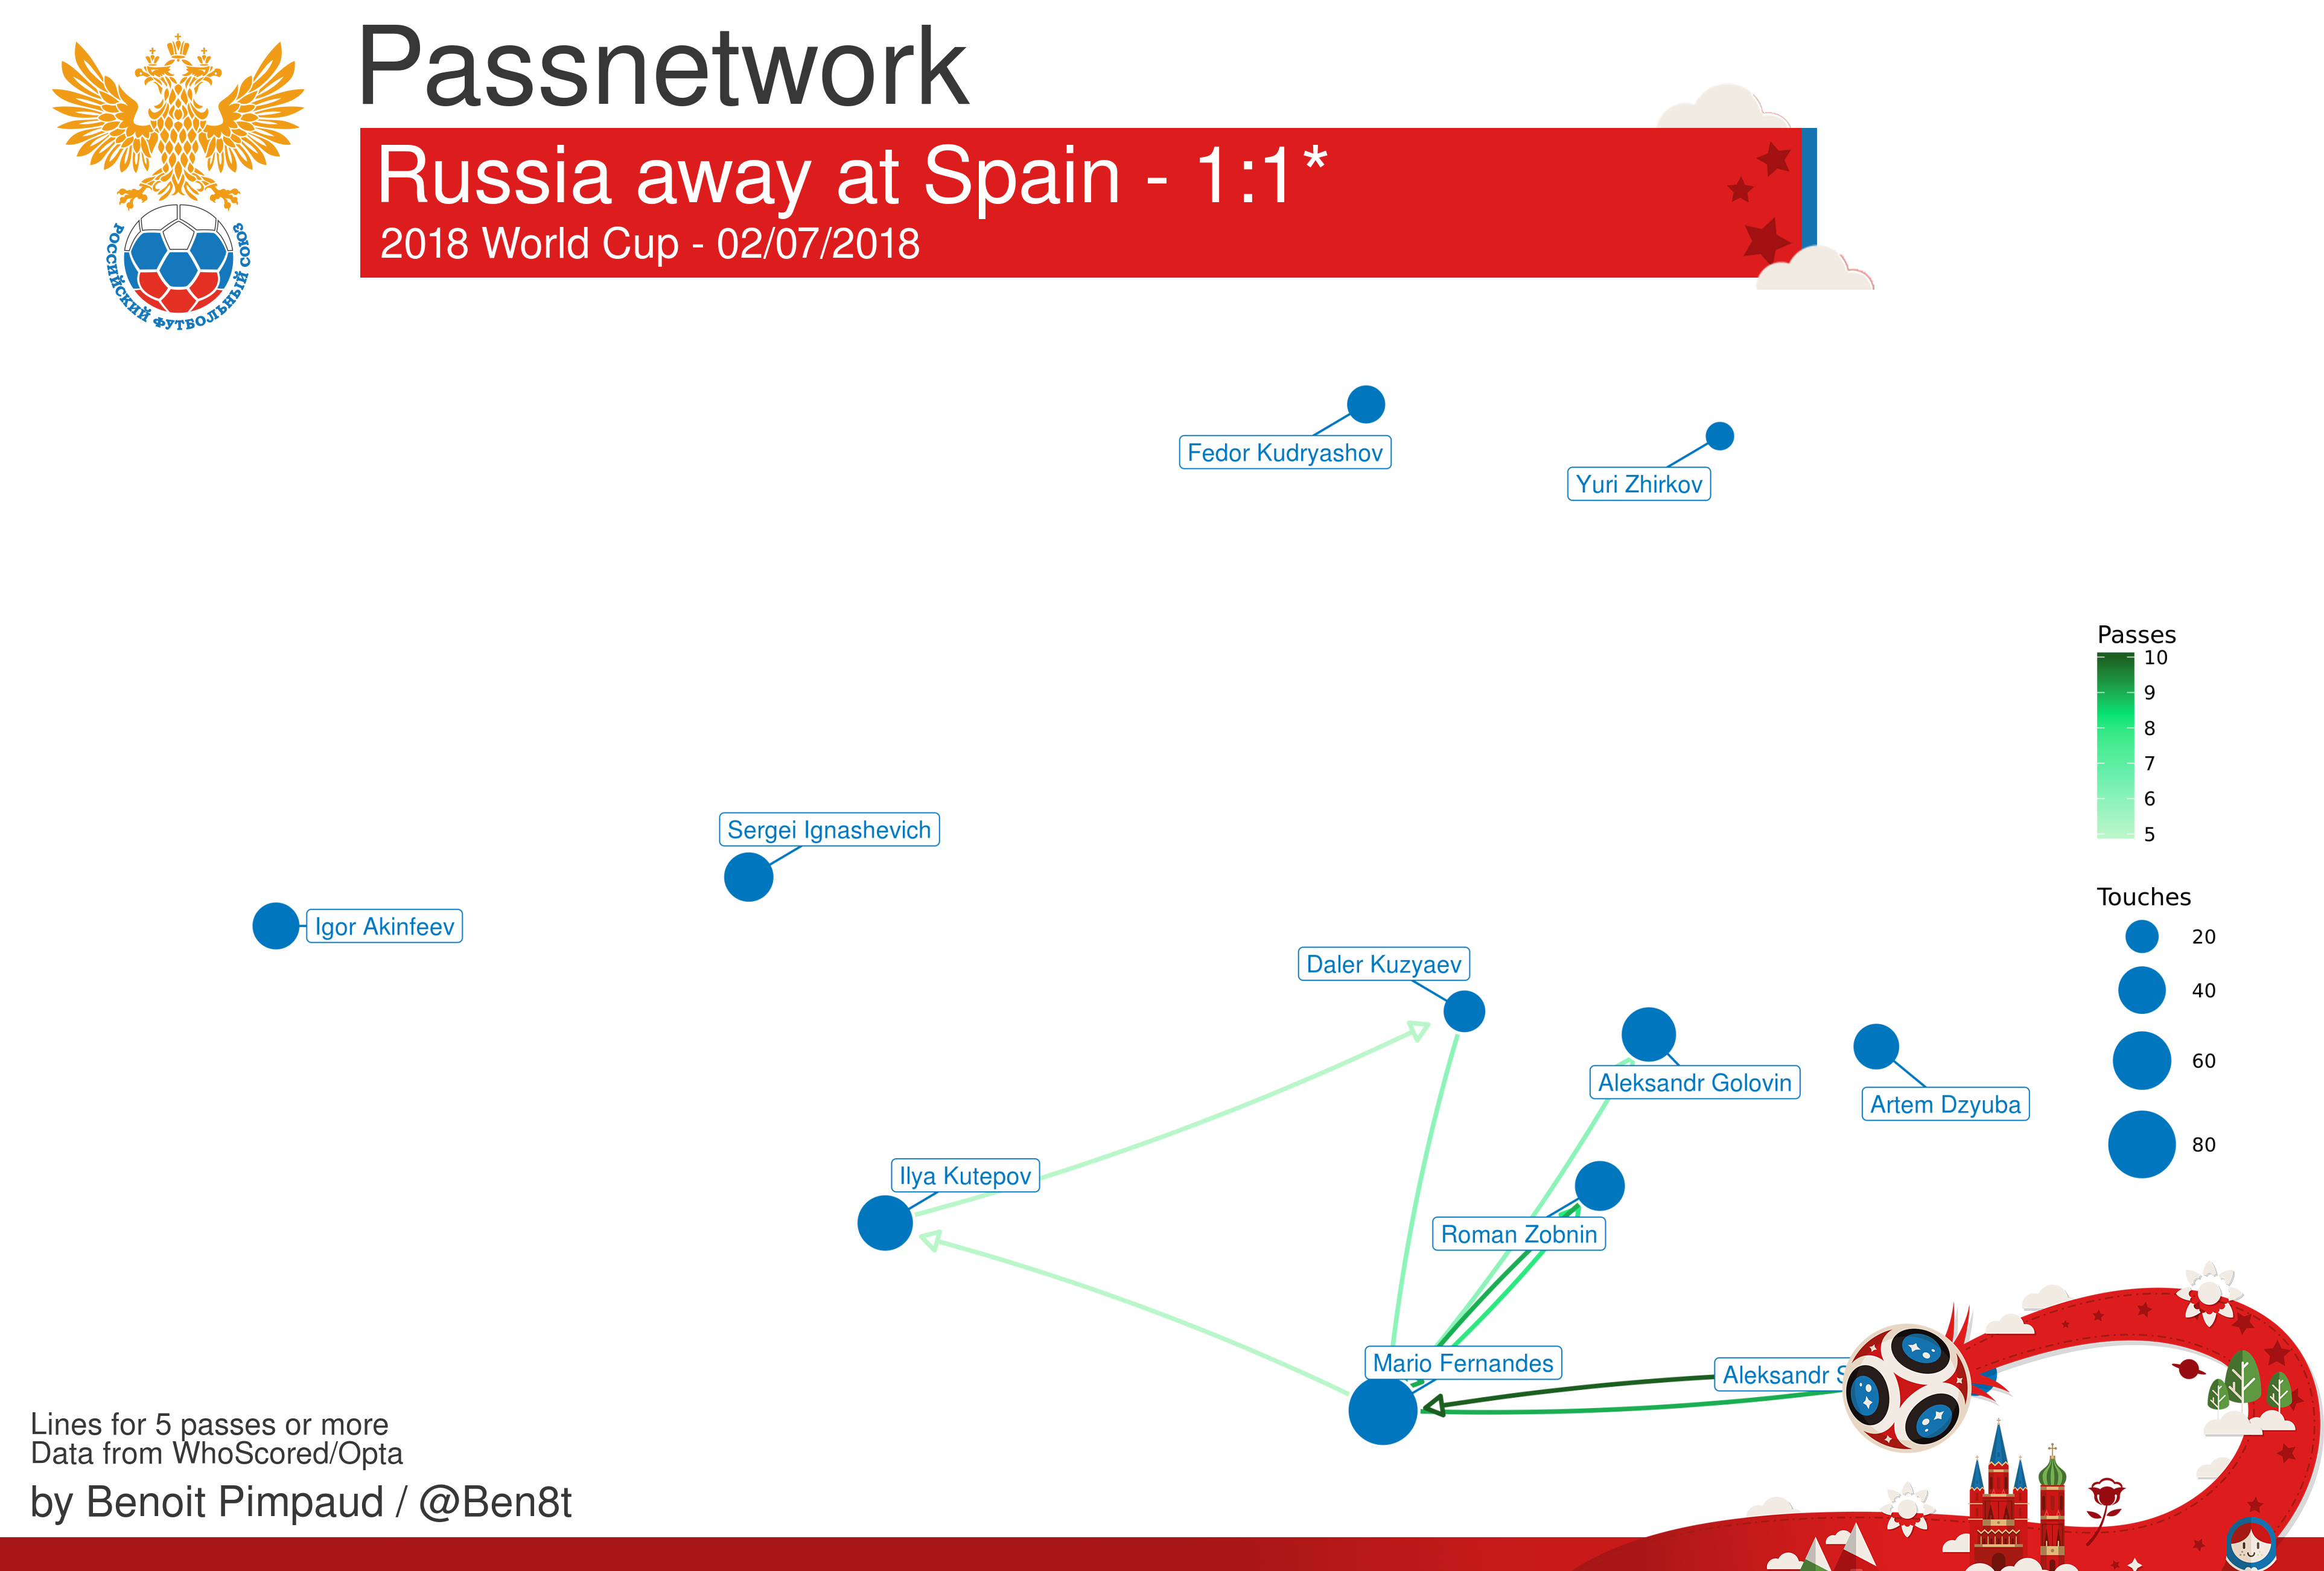 Passnetwork
Russia away at Spain - 1:1*
2018 World Cup - 02/07/2018
РОССИЙСКИЙ ФУТБОЛЬНЫЙ СОЮЗ
Fedor Kudryashov
Yuri Zhirkov
Passes
10
9
8
7
6
5
Sergei Ignashevich
Igor Akinfeev
Touches
20
40
60
80
Daler Kuzyaev
Aleksandr Golovin
Artem Dzyuba
Ilya Kutepov
Roman Zobnin
Mario Fernandes
Aleksandr
Lines for 5 passes or more
Data from WhoScored/Opta
by Benoit Pimpaud / @Ben8t